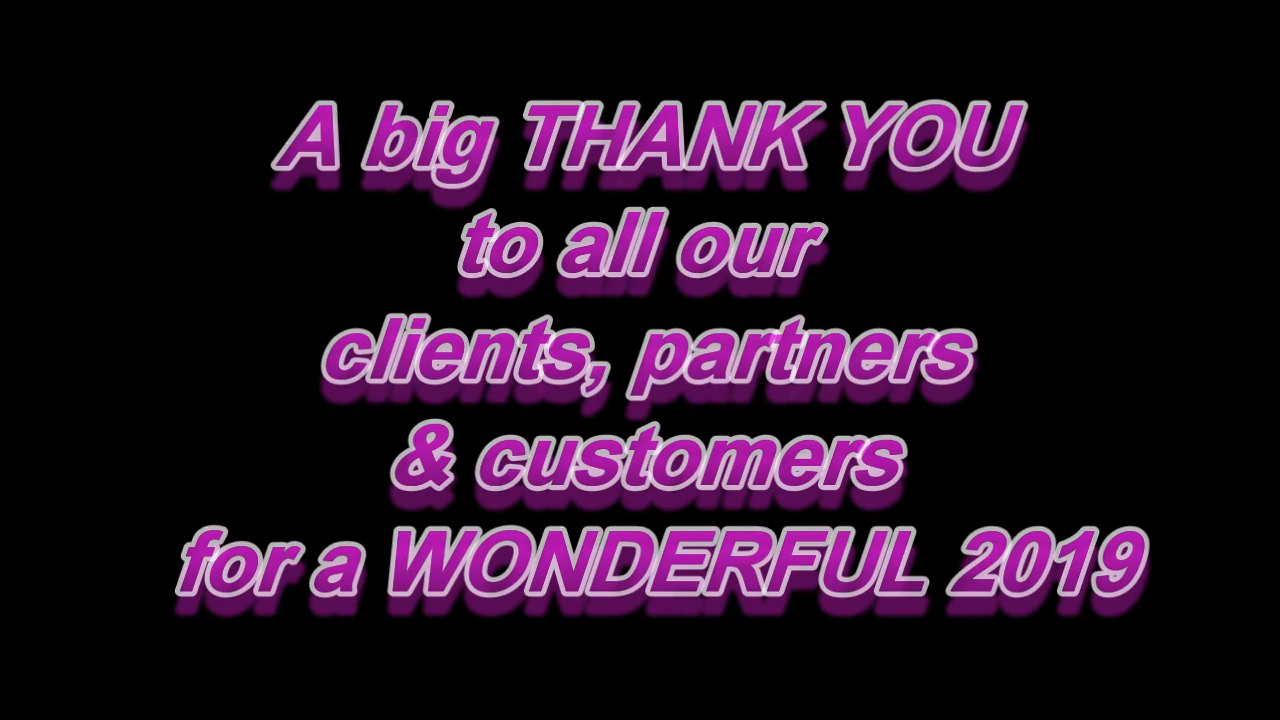 A big THANK YOU
to all our
clients, partners
& customers
for a WONDERFUL 2019